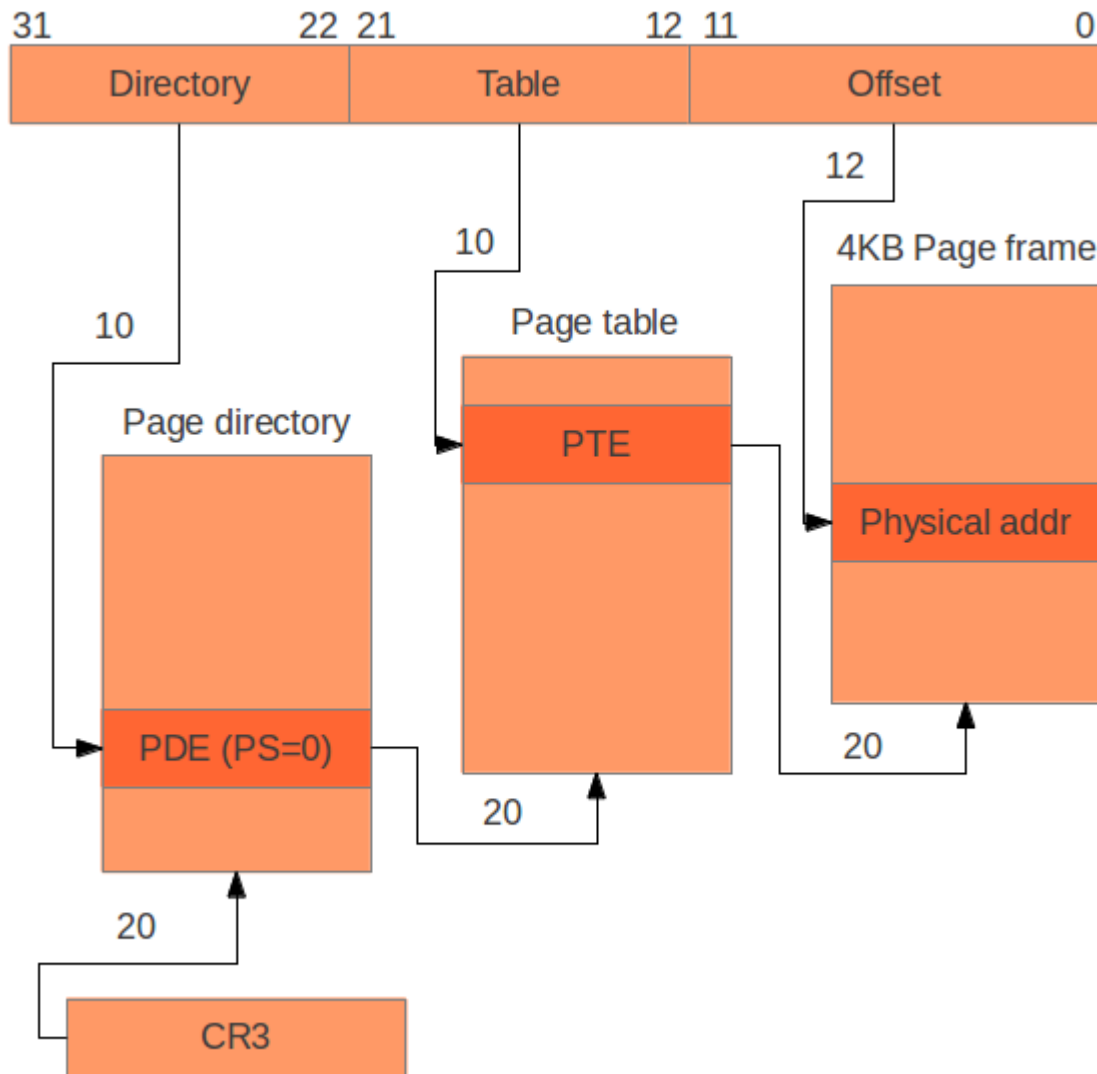 31 22 21 12 11 0
Directory Table Offset
12
10
4KB Page frame
10
Page table
Page directory
PTE
Physical addr
PDE (PS=0)
20
20
20
CR3